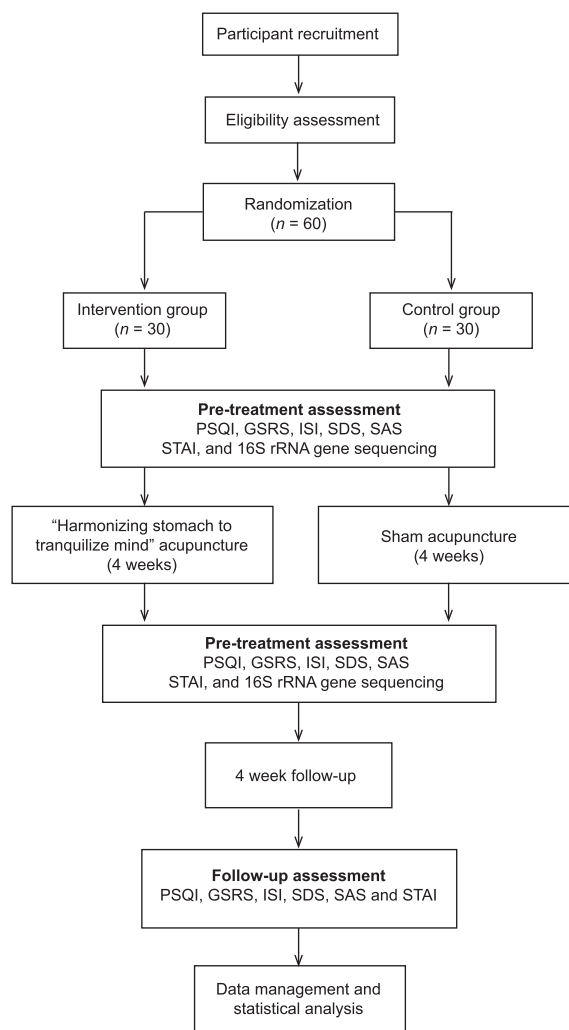 Participant recruitment
Eligibility assessment
Randomization
(n = 60)
Intervention group
(n = 30)
Control group
(n = 30)
Pre-treatment assessment
PSQI, GSRS, ISI, SDS, SAS
STAI, and 16S rRNA gene sequencing
“Harmonizing stomach to
tranquilize mind” acupuncture
(4 weeks)
Sham acupuncture
(4 weeks)
Pre-treatment assessment
PSQI, GSRS, ISI, SDS, SAS
STAI, and 16S rRNA gene sequencing
4 week follow-up
Follow-up assessment
PSQI, GSRS, ISI, SDS, SAS and STAI
Data management and
statistical analysis